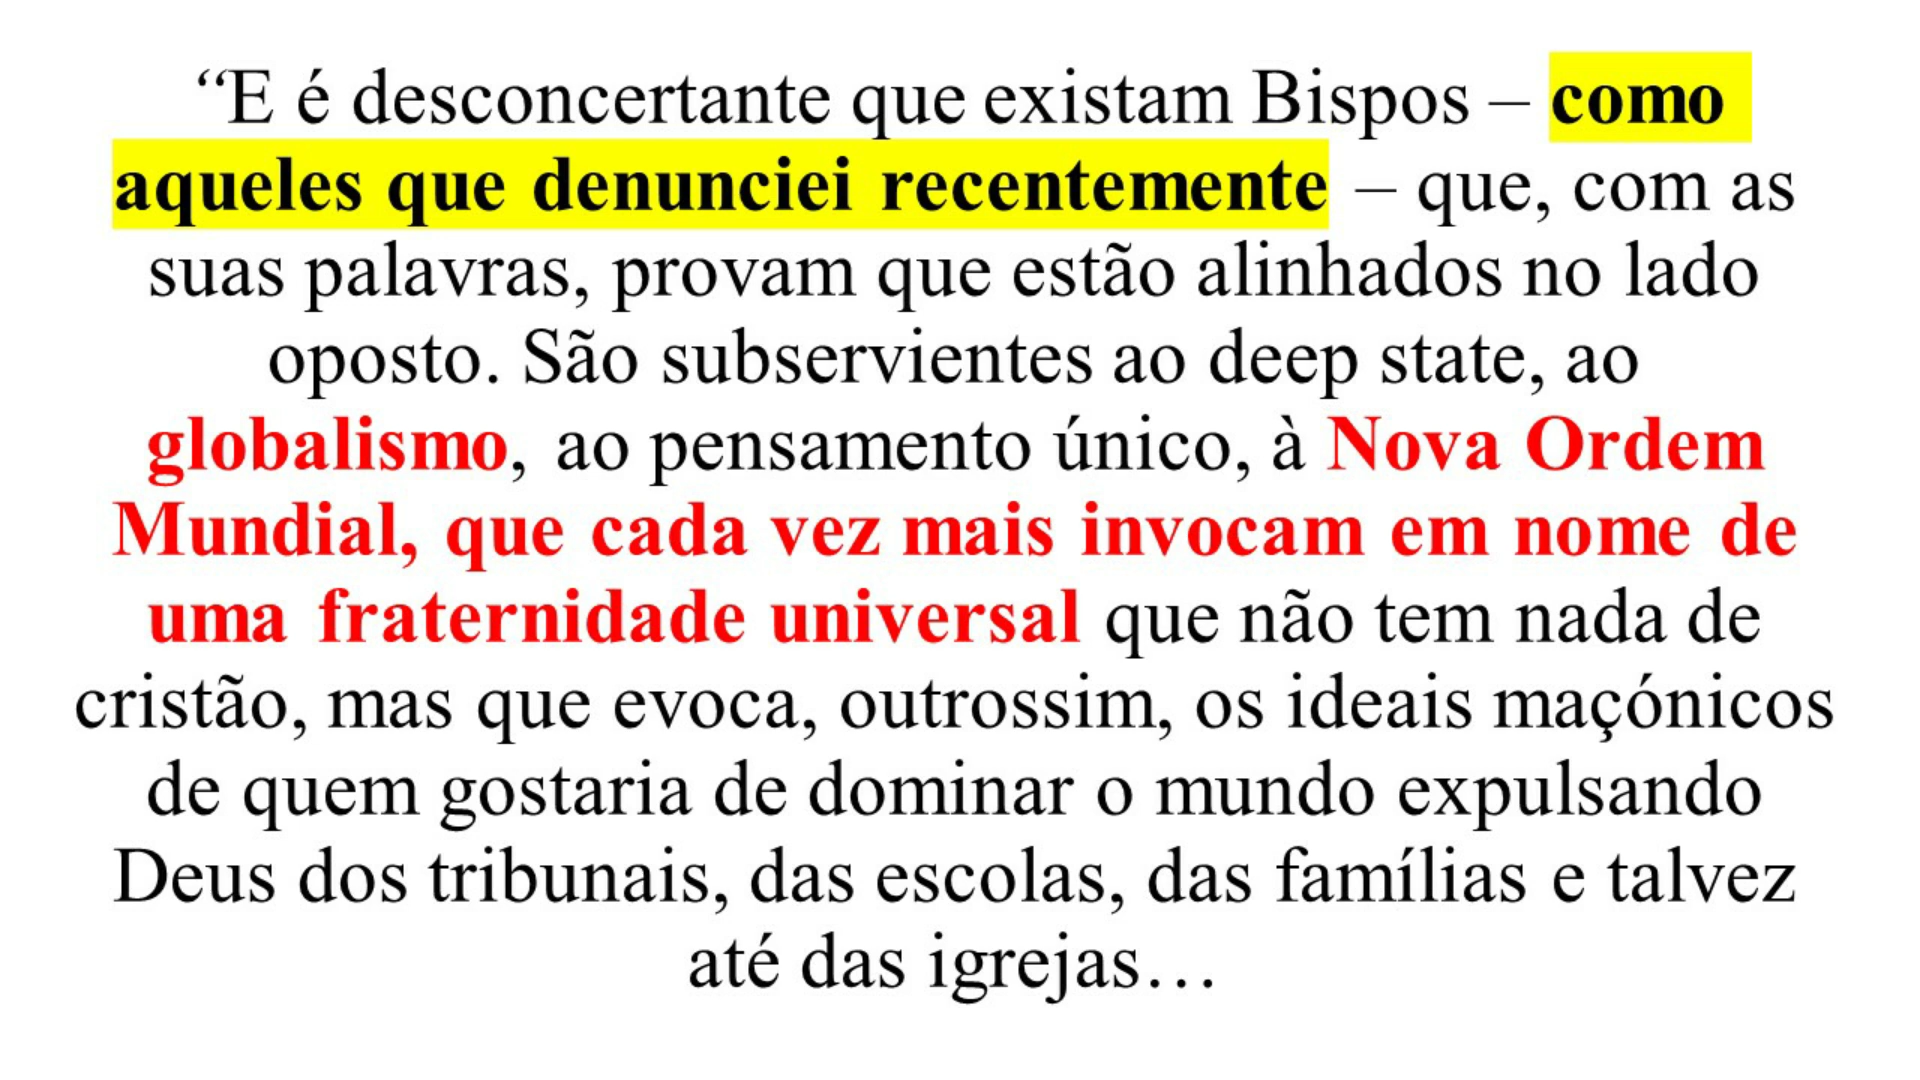 “E é desconcertante que existam Bispos – como
aqueles que denunciei recentemente – que, com as
suas palavras, provam que estão alinhados no lado
oposto. São subservientes ao deep state, ao
globalismo, ao pensamento único, à Nova Ordem
Mundial, que cada vez mais invocam em nome de
uma fraternidade universal que não tem nada de
cristão, mas que evoca, outrossim, os ideais maçónicos
de quem gostaria de dominar o mundo expulsando
Deus dos tribunais, das escolas, das famílias e talvez
até das igrejas…